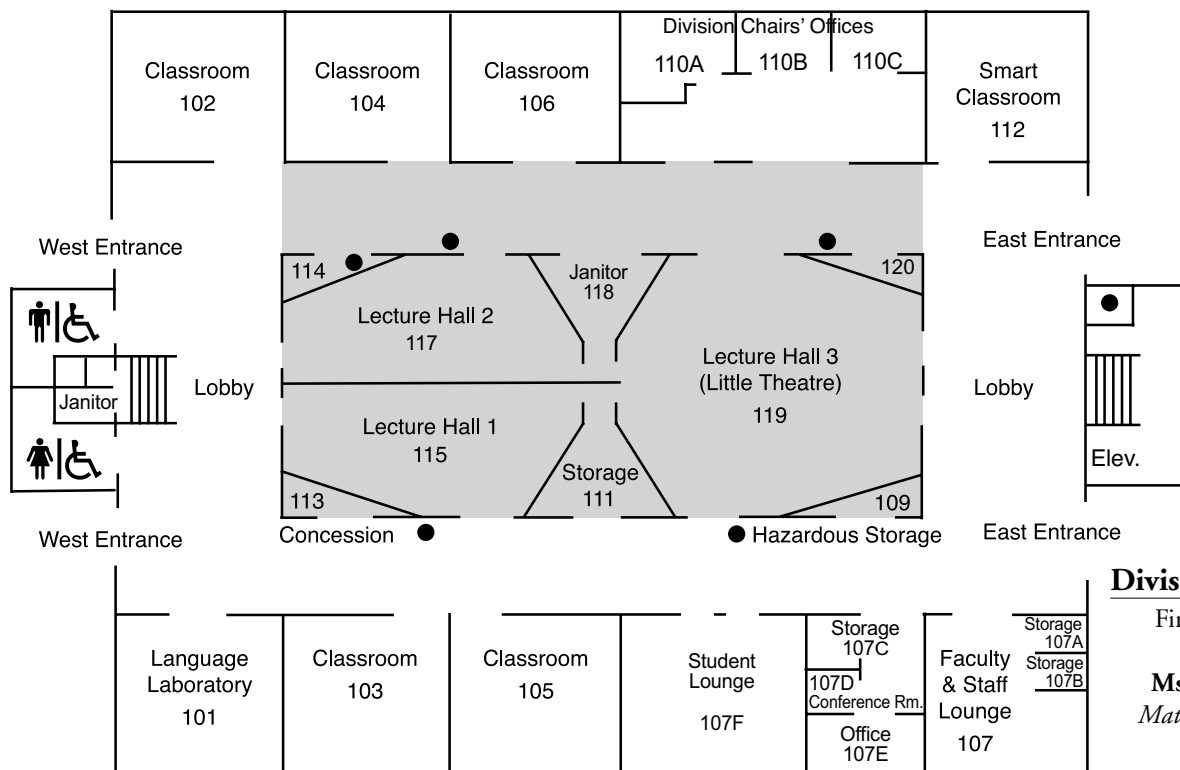 Division Chairs' Offices
110A
110B
110C
Classroom
102
Classroom
104
Classroom
106
Smart
Classroom
112
West Entrance
East Entrance
114
Janitor
118
120
Lecture Hall 2
117
Lecture Hall 3
(Little Theatre)
119
Lobby
Lobby
Janitor
Lecture Hall 1
115
Storage
111
Elev.
113
109
West Entrance
Concession
Hazardous Storage
East Entrance
Divis
Fir
Ms
Mat
Language
Laboratory
101
Classroom
103
Classroom
105
Student
Lounge
107F
Storage
107C
107D
Conference Rm.
Office
107E
Faculty
& Staff
Lounge
107
Storage
107A
Storage
107B